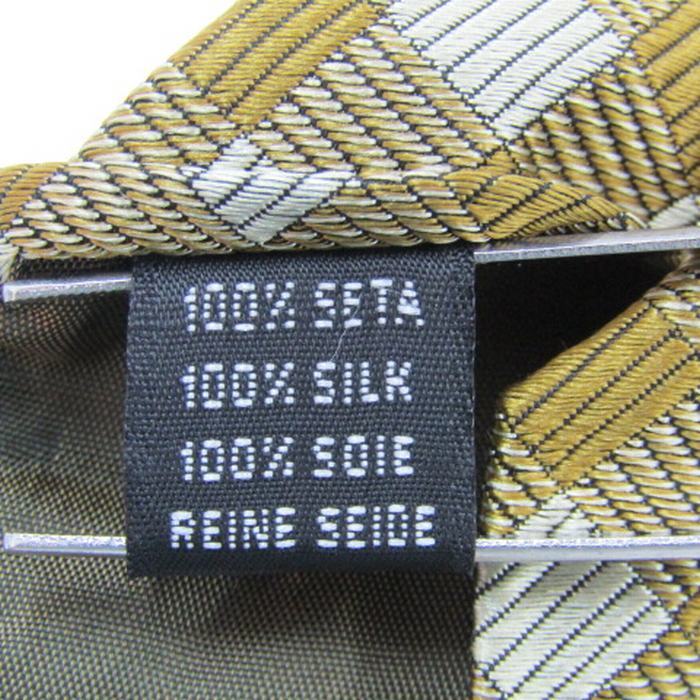 100% SETA
100% SILK
100% SOIE
REINE SEIDE